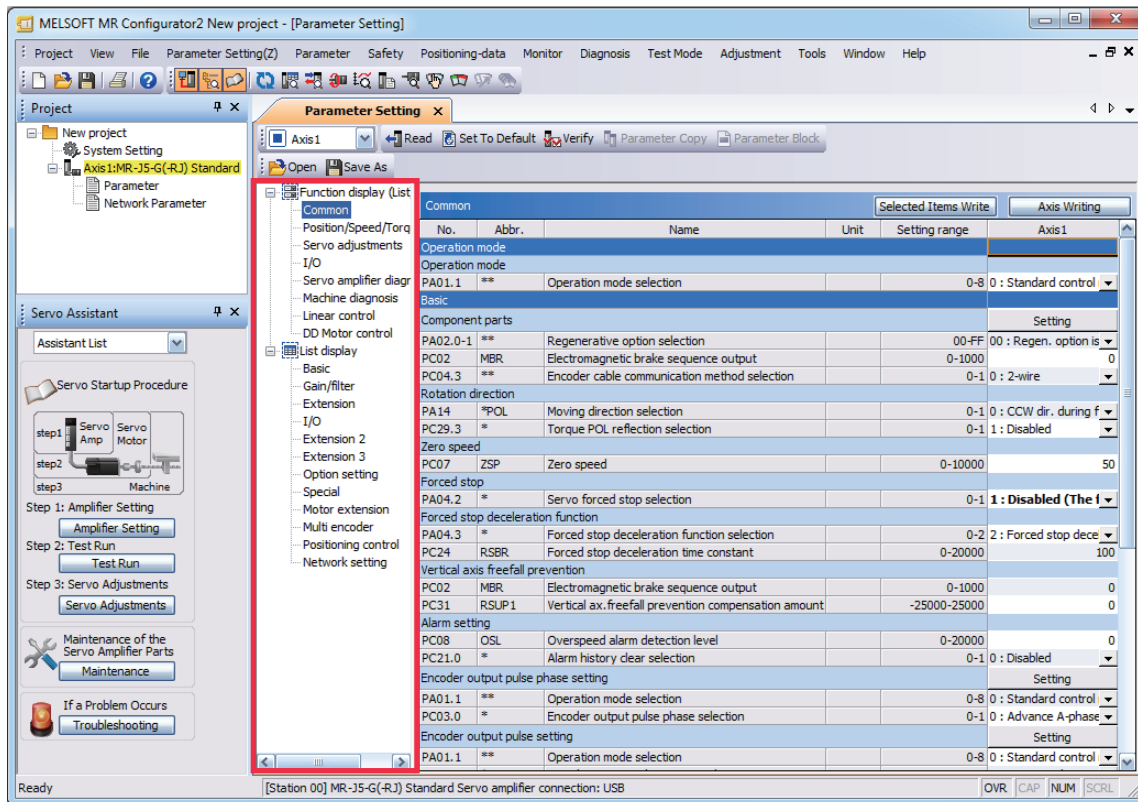 MELSOFT MR Configurator2 New project - [Parameter Setting]
Project View File Parameter Setting(Z) Parameter Safety Positioning-data Monitor Diagnosis Test Mode Adjustment Tools Window Help
Project
New project
System Setting
Axis1:MR-J5-G(-RJ) Standard
Parameter
Network Parameter
Servo Assistant
Assistant List
Servo Startup Procedure
step1 Servo Amp Servo Motor
step2
step3 Machine
Step 1: Amplifier Setting
Amplifier Setting
Step 2: Test Run
Test Run
Step 3: Servo Adjustments
Servo Adjustments
Maintenance of the
Servo Amplifier Parts
Maintenance
If a Problem Occurs
Troubleshooting
Parameter Setting
Axis1 Read Set To Default Verify Parameter Copy Parameter Block
Open Save As
Function display (List
Common
Position/Speed/Torq
Servo adjustments
I/O
Servo amplifier diagr
Machine diagnosis
Linear control
DD Motor control
List display
Basic
Gain/filter
Extension
I/O
Extension 2
Extension 3
Option setting
Special
Motor extension
Multi encoder
Positioning control
Network setting
Common Selected Items Write Axis Writing
No. Abbr. Name Unit Setting range Axis1
Operation mode
Operation mode
PA01.1 ** Operation mode selection 0-8 0 : Standard control
Basic
Component parts Setting
PA02.0-1 ** Regenerative option selection 00-FF 00 : Regen. option is
PC02 MBR Electromagnetic brake sequence output 0-1000 0
PC04.3 ** Encoder cable communication method selection 0-1 0 : 2-wire
Rotation direction
PA14 *POL Moving direction selection 0-1 0 : CCW dir. during f
PC29.3 * Torque POL reflection selection 0-1 1 : Disabled
Zero speed
PC07 ZSP Zero speed 0-10000 50
Forced stop
PA04.2 * Servo forced stop selection 0-1 1 : Disabled (The f
Forced stop deceleration function
PA04.3 * Forced stop deceleration function selection 0-2 2 : Forced stop dece
PC24 RSBR Forced stop deceleration time constant 0-20000 100
Vertical axis freefall prevention
PC02 MBR Electromagnetic brake sequence output 0-1000 0
PC31 RSUP1 Vertical ax.freefall prevention compensation amount -25000-25000 0
Alarm setting
PC08 OSL Overspeed alarm detection level 0-20000 0
PC21.0 * Alarm history clear selection 0-1 0 : Disabled
Encoder output pulse phase setting Setting
PA01.1 ** Operation mode selection 0-8 0 : Standard control
PC03.0 * Encoder output pulse phase selection 0-1 0 : Advance A-phase
Encoder output pulse setting Setting
PA01.1 ** Operation mode selection 0-8 0 : Standard control
Ready [Station 00] MR-J5-G(-RJ) Standard Servo amplifier connection: USB OVR CAP NUM SCRL